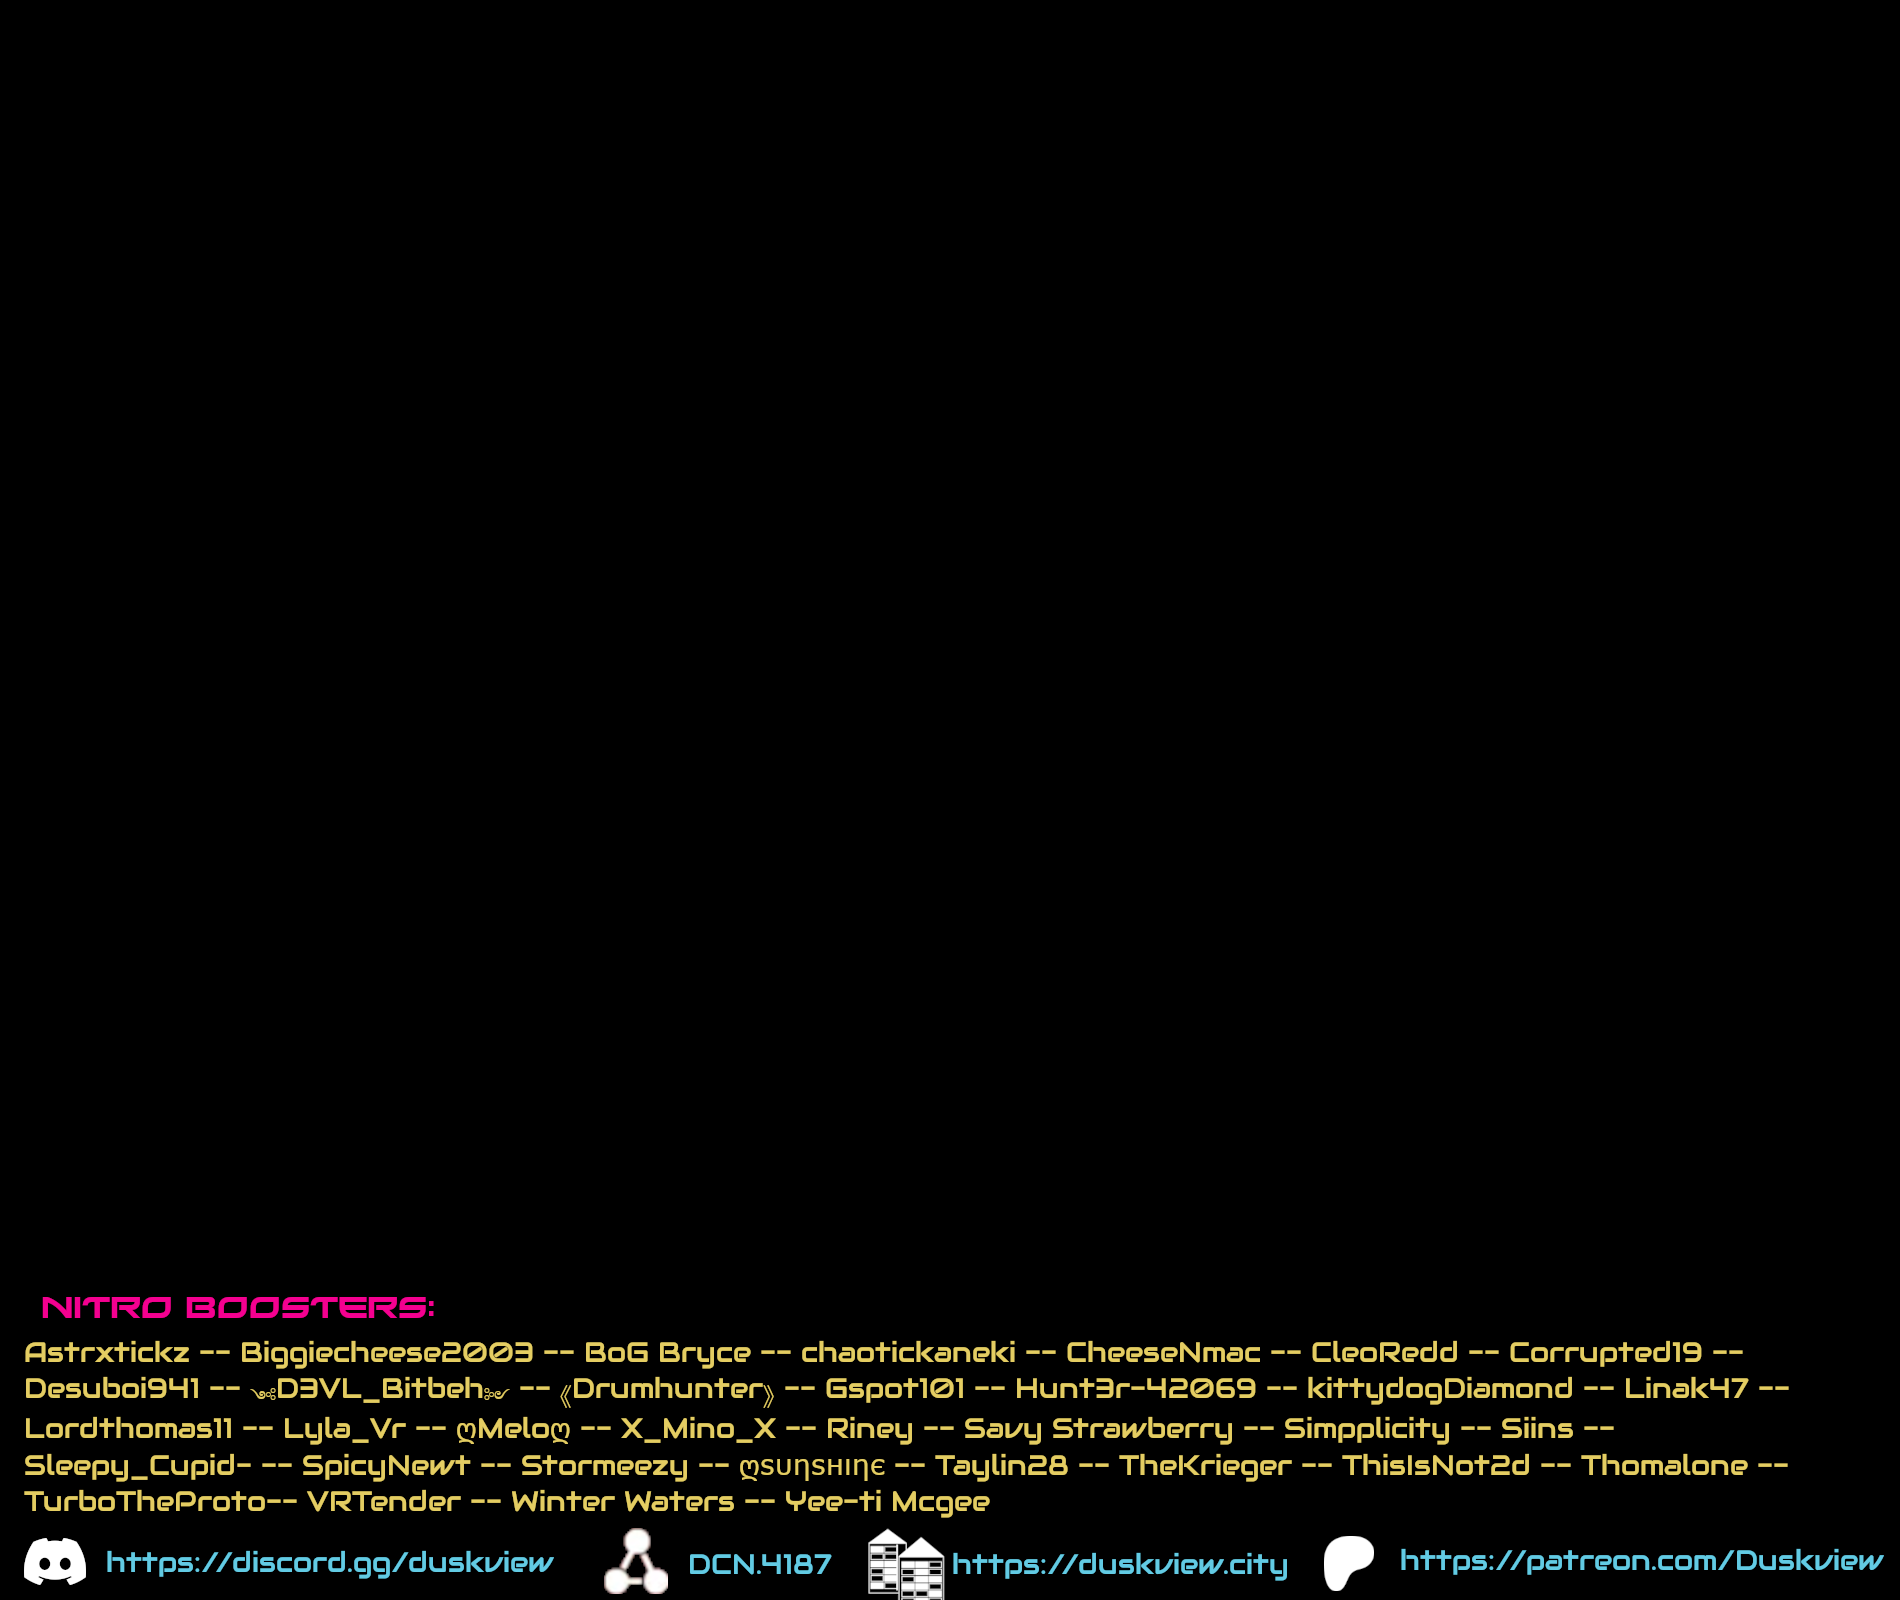 NITRO BOOSTERS:
Astrxtickz -- Biggiecheese2003 -- BoG Bryce -- chaotickaneki -- CheeseNmac -- CleoRedd -- Corrupted19 --
Desuboi941 -- ༺D3VL_Bitbeh༻ -- 《Drumhunter》 -- Gspot101 -- Hunt3r-42069 -- kittydogDiamond -- Linak47 --
Lordthomas11 -- Lyla_Vr -- ღMeloღ -- X_Mino_X -- Riney -- Savy Strawberry -- Simpplicity -- Siins --
Sleepy_Cupid- -- SpicyNewt -- Stormeezy -- ღsυηsнιηє -- Taylin28 -- TheKrieger -- ThisIsNot2d -- Thomalone --
TurboTheProto-- VRTender -- Winter Waters -- Yee-ti Mcgee
https://discord.gg/duskview DCN.4187 https://duskview.city https://patreon.com/Duskview